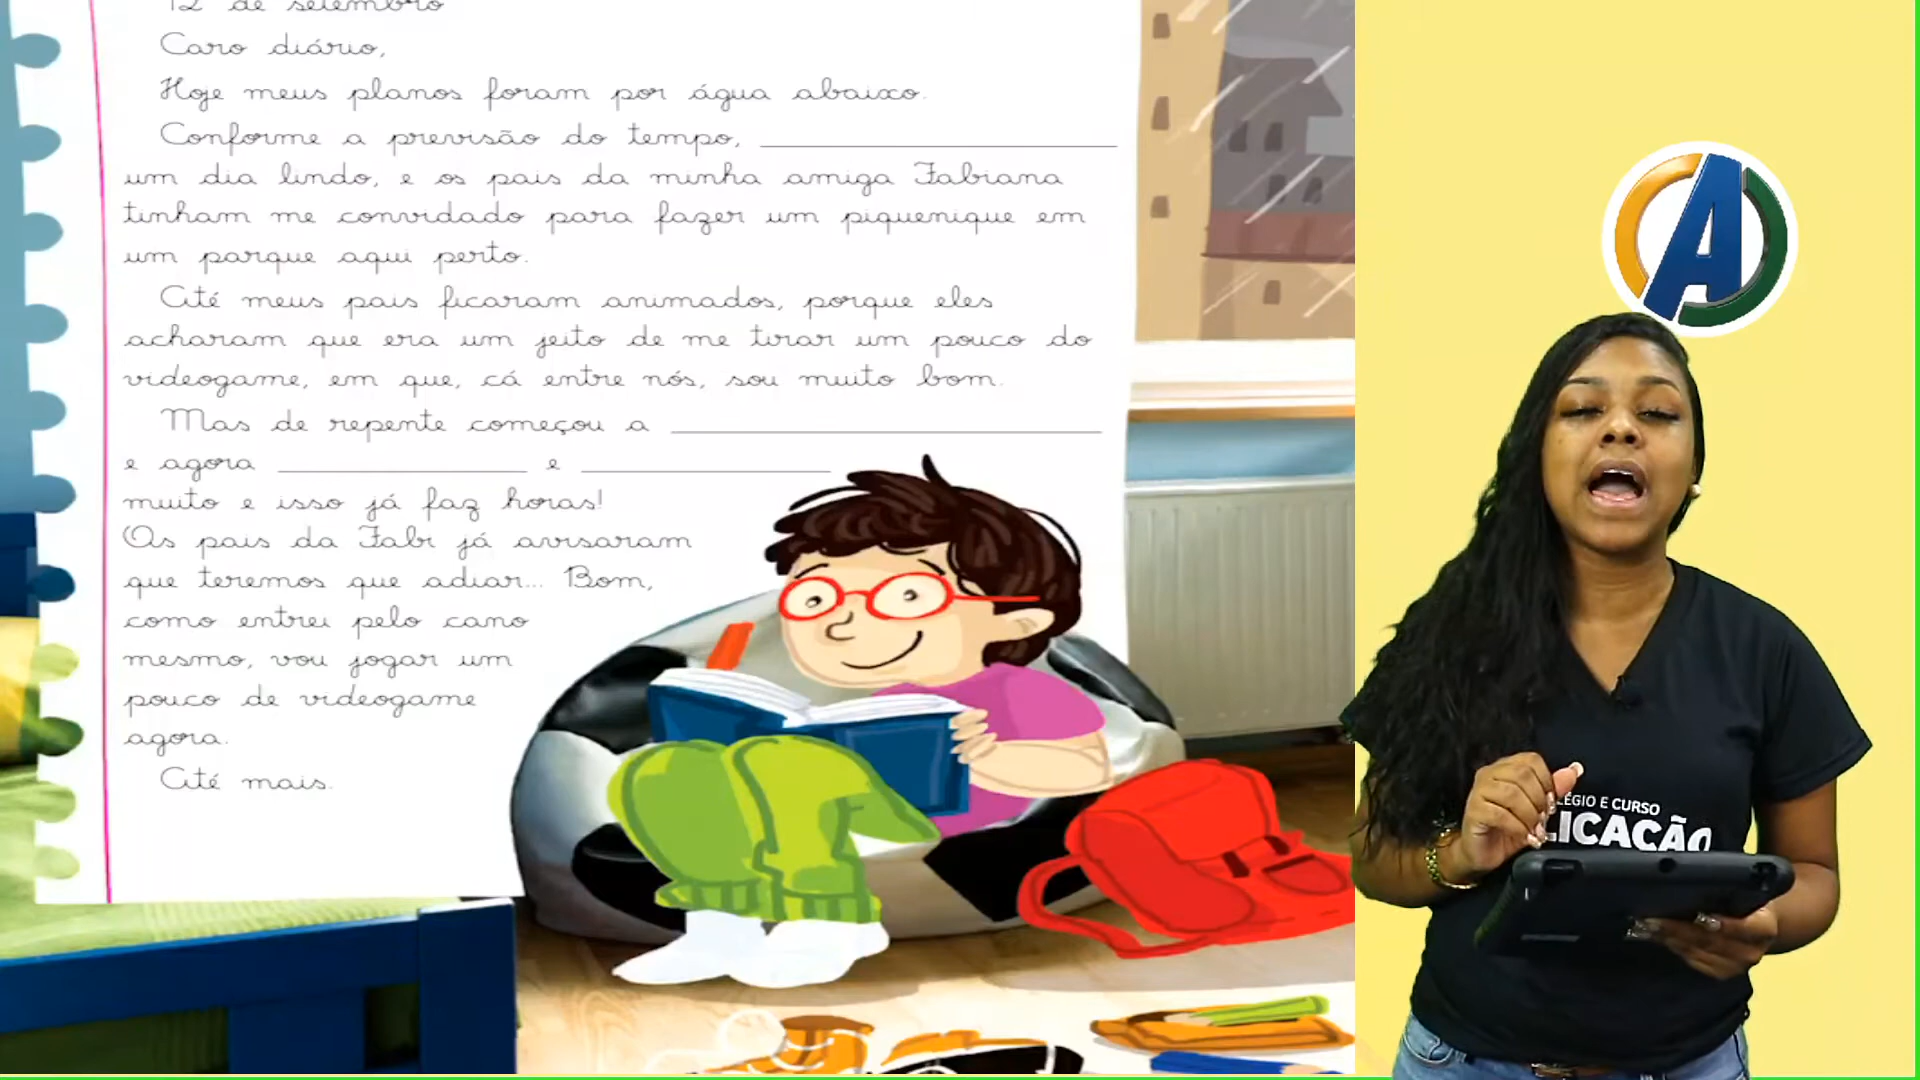 12 de setembro
Caro diário,
Hoje meus planos foram por água abaixo.
Conforme a previsão do tempo,
um dia lindo, e os pais da minha amiga Fabiana
tinham me convidado para fazer um piquenique em
um parque aqui perto.
Até meus pais ficaram animados, porque eles
acharam que era um jeito de me tirar um pouco do
videogame, em que, cá entre nós, sou muito bom.
Mas de repente começou a
e agora e
muito e isso já faz horas!
Os pais da Fabi já avisaram
que teremos que adiar... Bom,
como entrei pelo cano
mesmo, vou jogar um
pouco de videogame
agora.
Até mais.
A
LÉGIO E CURSO
LICAÇÃO